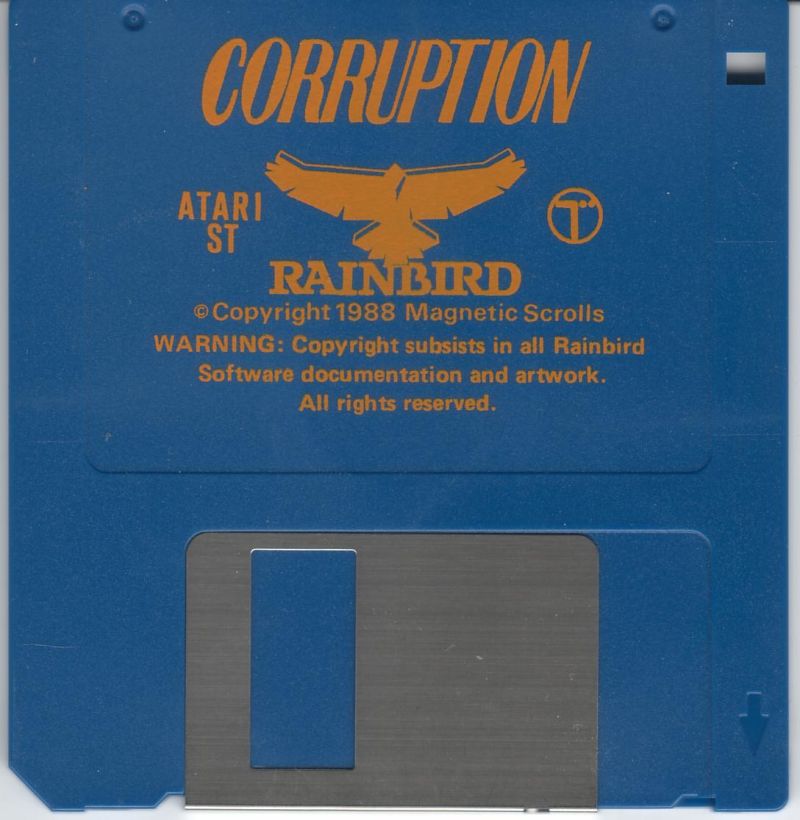 CORRUPTION
ATARI
ST
RAINBIRD
©Copyright 1988 Magnetic Scrolls
WARNING: Copyright subsists in all Rainbird
Software documentation and artwork.
All rights reserved.